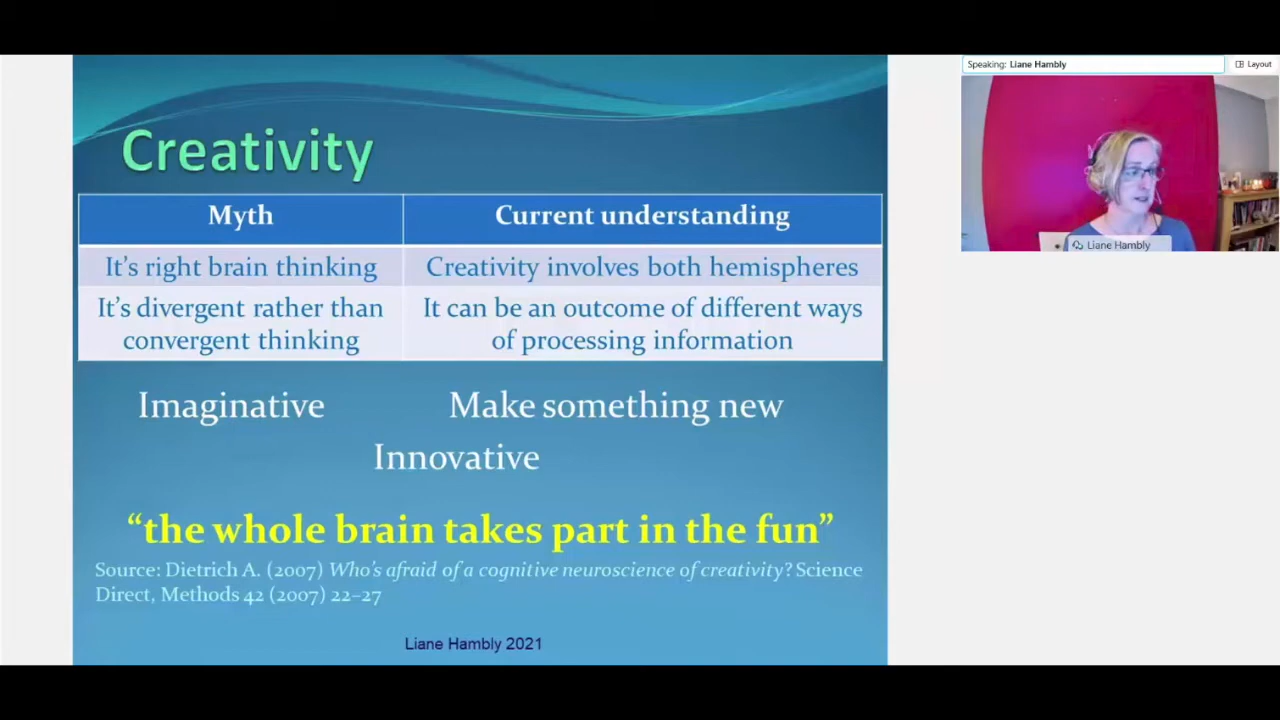 Creativity
Myth
Current understanding
It's right brain thinking
Creativity involves both hemispheres
It's divergent rather than
convergent thinking
It can be an outcome of different ways
of processing information
Imaginative
Make something new
Innovative
“the whole brain takes part in the fun”
Source: Dietrich A. (2007) Who's afraid of a cognitive neuroscience of creativity? Science
Direct, Methods 42 (2007) 22–27
Liane Hambly 2021
Speaking: Liane Hambly
Layout
Liane Hambly